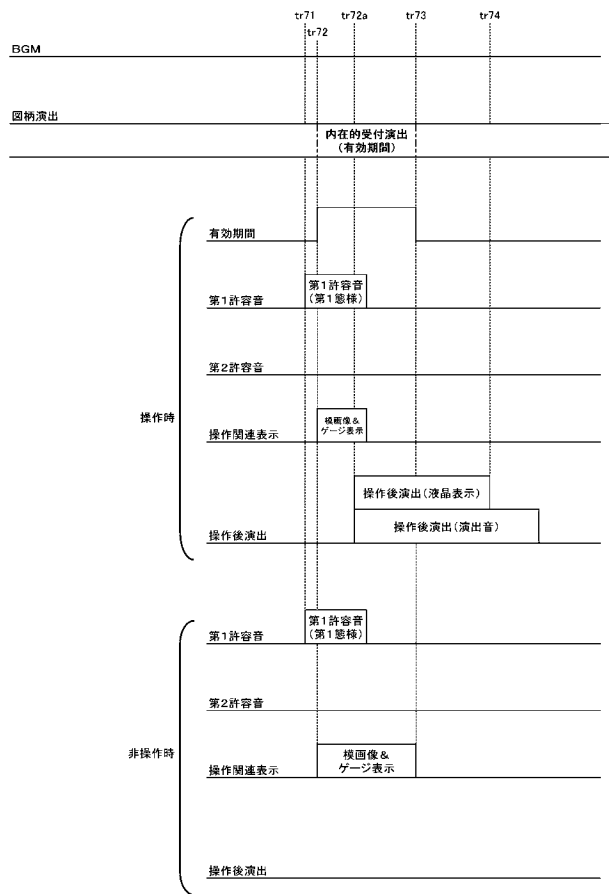 tr71
tr72a
tr73
tr74
tr72
BGM
図柄演出
内在的受付演出
(有効期間)
操作時
有効期間
第1許容音
第1許容音
(第1態様)
第2許容音
操作関連表示
模画像&
ゲージ表示
操作後演出(液晶表示)
操作後演出(演出音)
操作後演出
非操作時
第1許容音
第1許容音
(第1態様)
第2許容音
操作関連表示
模画像&
ゲージ表示
操作後演出